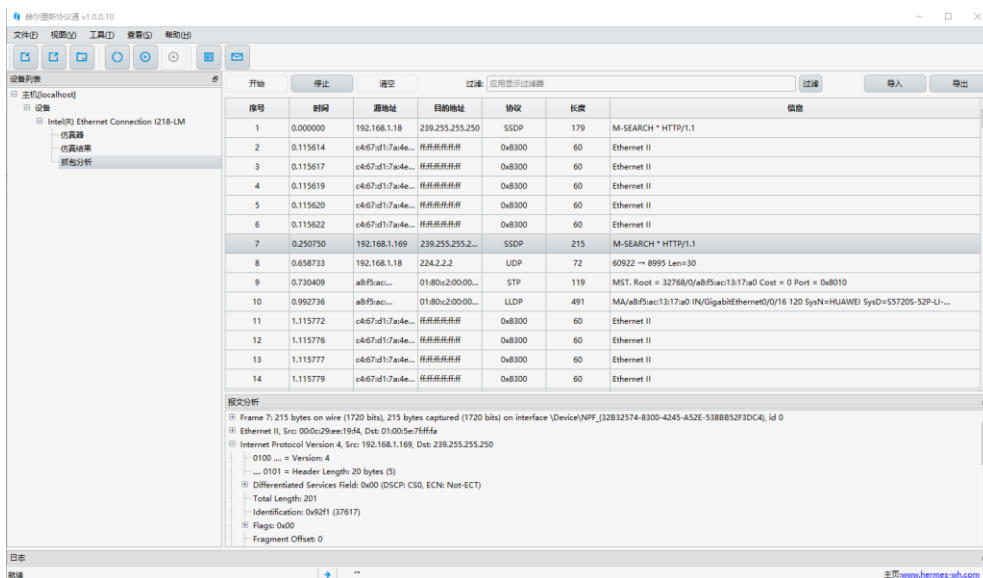 赫尔墨斯协议通 v1.0.0.10
文件(F) 视图(V) 工具(T) 查看(S) 帮助(H)
设备列表
开始 停止 清空 过滤: 应用显示过滤器 过滤 导入 导出
主机[localhost]
设备
Intel(R) Ethernet Connection I218-LM
仿真器
仿真结果
抓包分析
序号 时间 源地址 目的地址 协议 长度 信息
1 0.000000 192.168.1.18 239.255.255.250 SSDP 179 M-SEARCH * HTTP/1.1
2 0.115614 c4:67:d1:7a:4e... ff:ff:ff:ff:ff:ff 0x8300 60 Ethernet II
3 0.115617 c4:67:d1:7a:4e... ff:ff:ff:ff:ff:ff 0x8300 60 Ethernet II
4 0.115619 c4:67:d1:7a:4e... ff:ff:ff:ff:ff:ff 0x8300 60 Ethernet II
5 0.115620 c4:67:d1:7a:4e... ff:ff:ff:ff:ff:ff 0x8300 60 Ethernet II
6 0.115622 c4:67:d1:7a:4e... ff:ff:ff:ff:ff:ff 0x8300 60 Ethernet II
7 0.250750 192.168.1.169 239.255.255.2... SSDP 215 M-SEARCH * HTTP/1.1
8 0.658733 192.168.1.18 224.2.2.2 UDP 72 60922 → 8995 Len=30
9 0.730409 a8:f5:ac:... 01:80:c2:00:00... STP 119 MST. Root = 32768/0/a8:f5:ac:13:17:a0 Cost = 0 Port = 0x8010
10 0.992736 a8:f5:ac:... 01:80:c2:00:00... LLDP 491 MA/a8:f5:ac:13:17:a0 IN/GigabitEthernet0/0/16 120 SysN=HUAWEI SysD=S5720S-52P-LI-...
11 1.115772 c4:67:d1:7a:4e... ff:ff:ff:ff:ff:ff 0x8300 60 Ethernet II
12 1.115776 c4:67:d1:7a:4e... ff:ff:ff:ff:ff:ff 0x8300 60 Ethernet II
13 1.115777 c4:67:d1:7a:4e... ff:ff:ff:ff:ff:ff 0x8300 60 Ethernet II
14 1.115779 c4:67:d1:7a:4e... ff:ff:ff:ff:ff:ff 0x8300 60 Ethernet II
报文分析
Frame 7: 215 bytes on wire (1720 bits), 215 bytes captured (1720 bits) on interface \Device\NPF_{32B32574-8300-4245-A52E-538BB52F3DC4}, id 0
Ethernet II, Src: 00:0c:29:ee:19:f4, Dst: 01:00:5e:7f:ff:fa
Internet Protocol Version 4, Src: 192.168.1.169, Dst: 239.255.255.250
0100 .... = Version: 4
.... 0101 = Header Length: 20 bytes (5)
Differentiated Services Field: 0x00 (DSCP: CS0, ECN: Not-ECT)
Total Length: 201
Identification: 0x92f1 (37617)
Flags: 0x00
Fragment Offset: 0
日志
就绪 "" 主页:www.hermes-wh.com